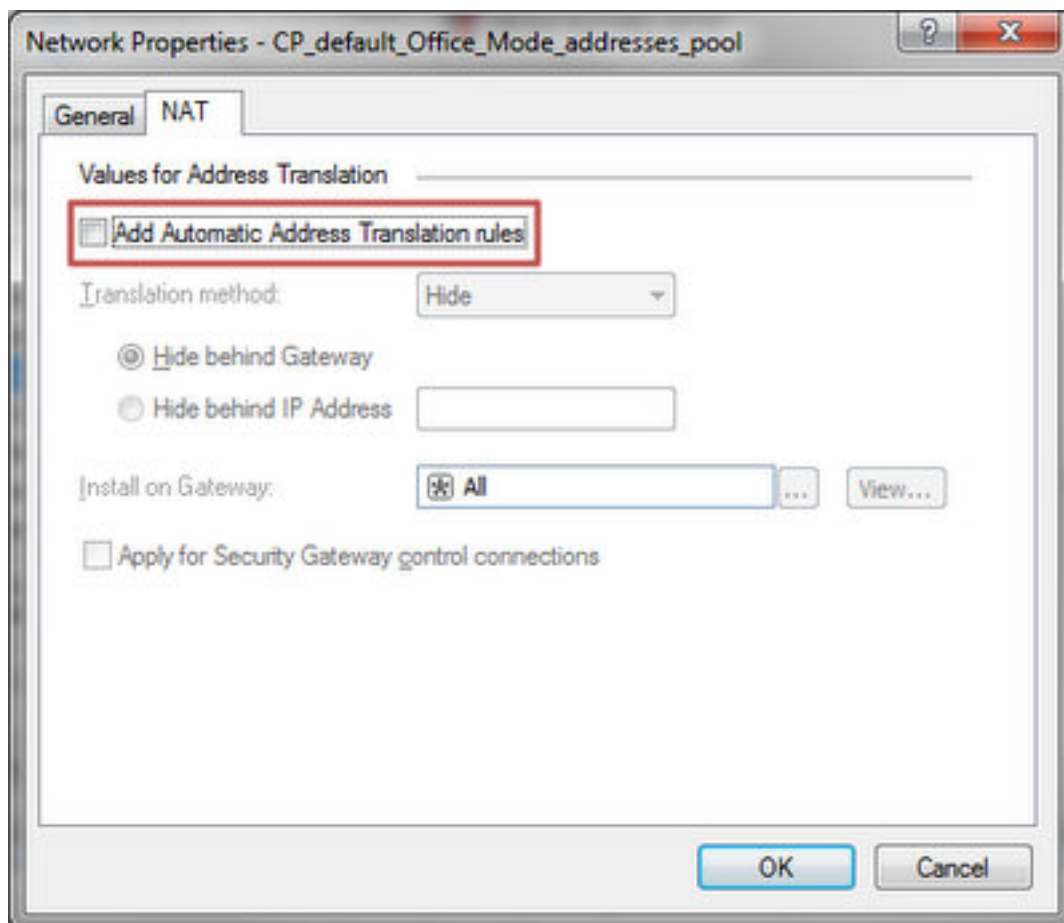 Network Properties - CP_default_Office_Mode_addresses_pool
General NAT
Values for Address Translation
Add Automatic Address Translation rules
Translation method: Hide
Hide behind Gateway
Hide behind IP Address
Install on Gateway: All ... View...
Apply for Security Gateway control connections
OK Cancel